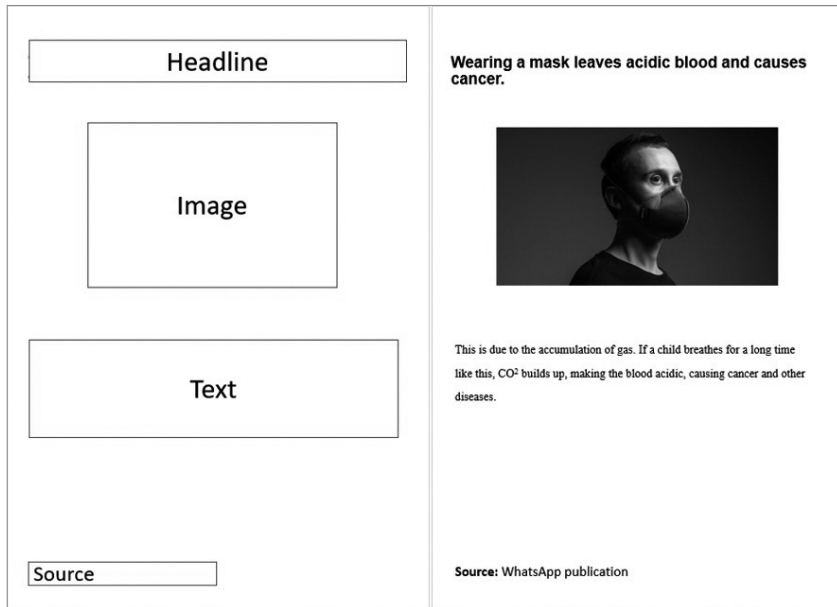 Headline
Image
Text
Source
Wearing a mask leaves acidic blood and causes
cancer.
This is due to the accumulation of gas. If a child breathes for a long time
like this, CO² builds up, making the blood acidic, causing cancer and other
diseases.
Source: WhatsApp publication